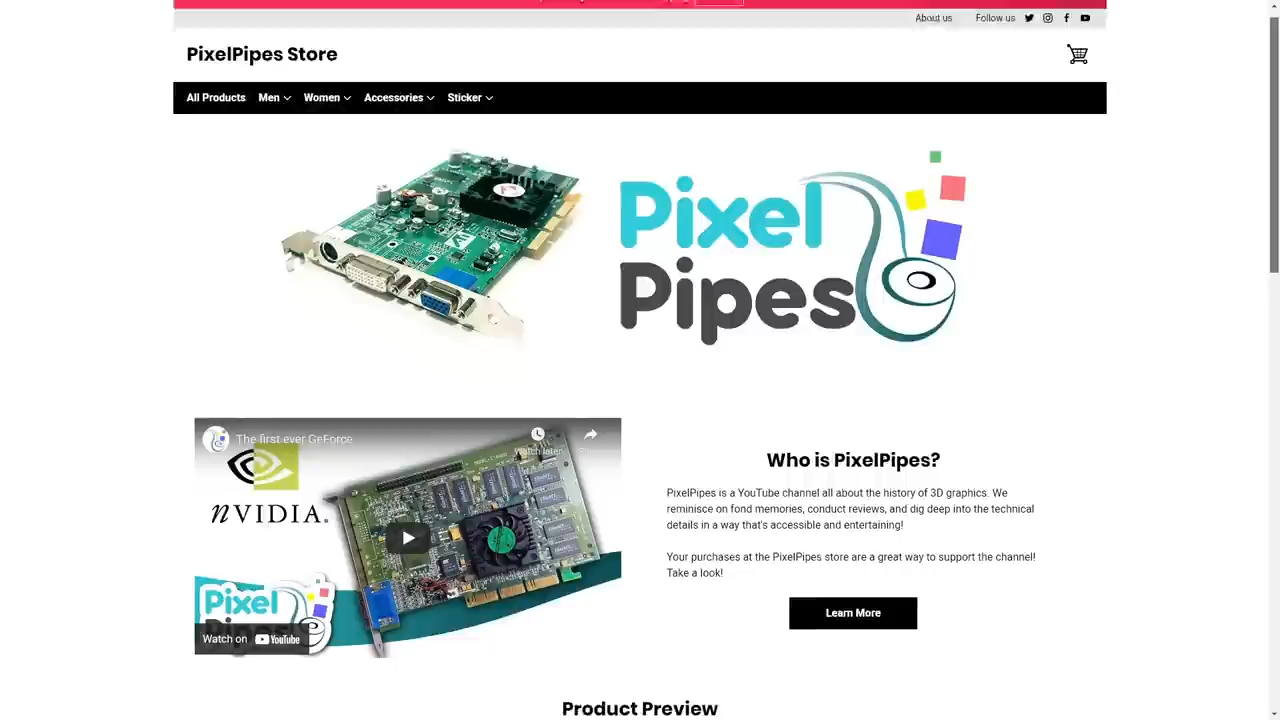 About us Follow us
PixelPipes Store
All Products Men Women Accessories Sticker
Pixel
Pipes
The first ever GeForce
Watch later
nVIDIA.
Pixel
Watch on YouTube
Who is PixelPipes?
PixelPipes is a YouTube channel all about the history of 3D graphics. We
reminisce on fond memories, conduct reviews, and dig deep into the technical
details in a way that's accessible and entertaining!
Your purchases at the PixelPipes store are a great way to support the channel!
Take a look!
Learn More
Product Preview